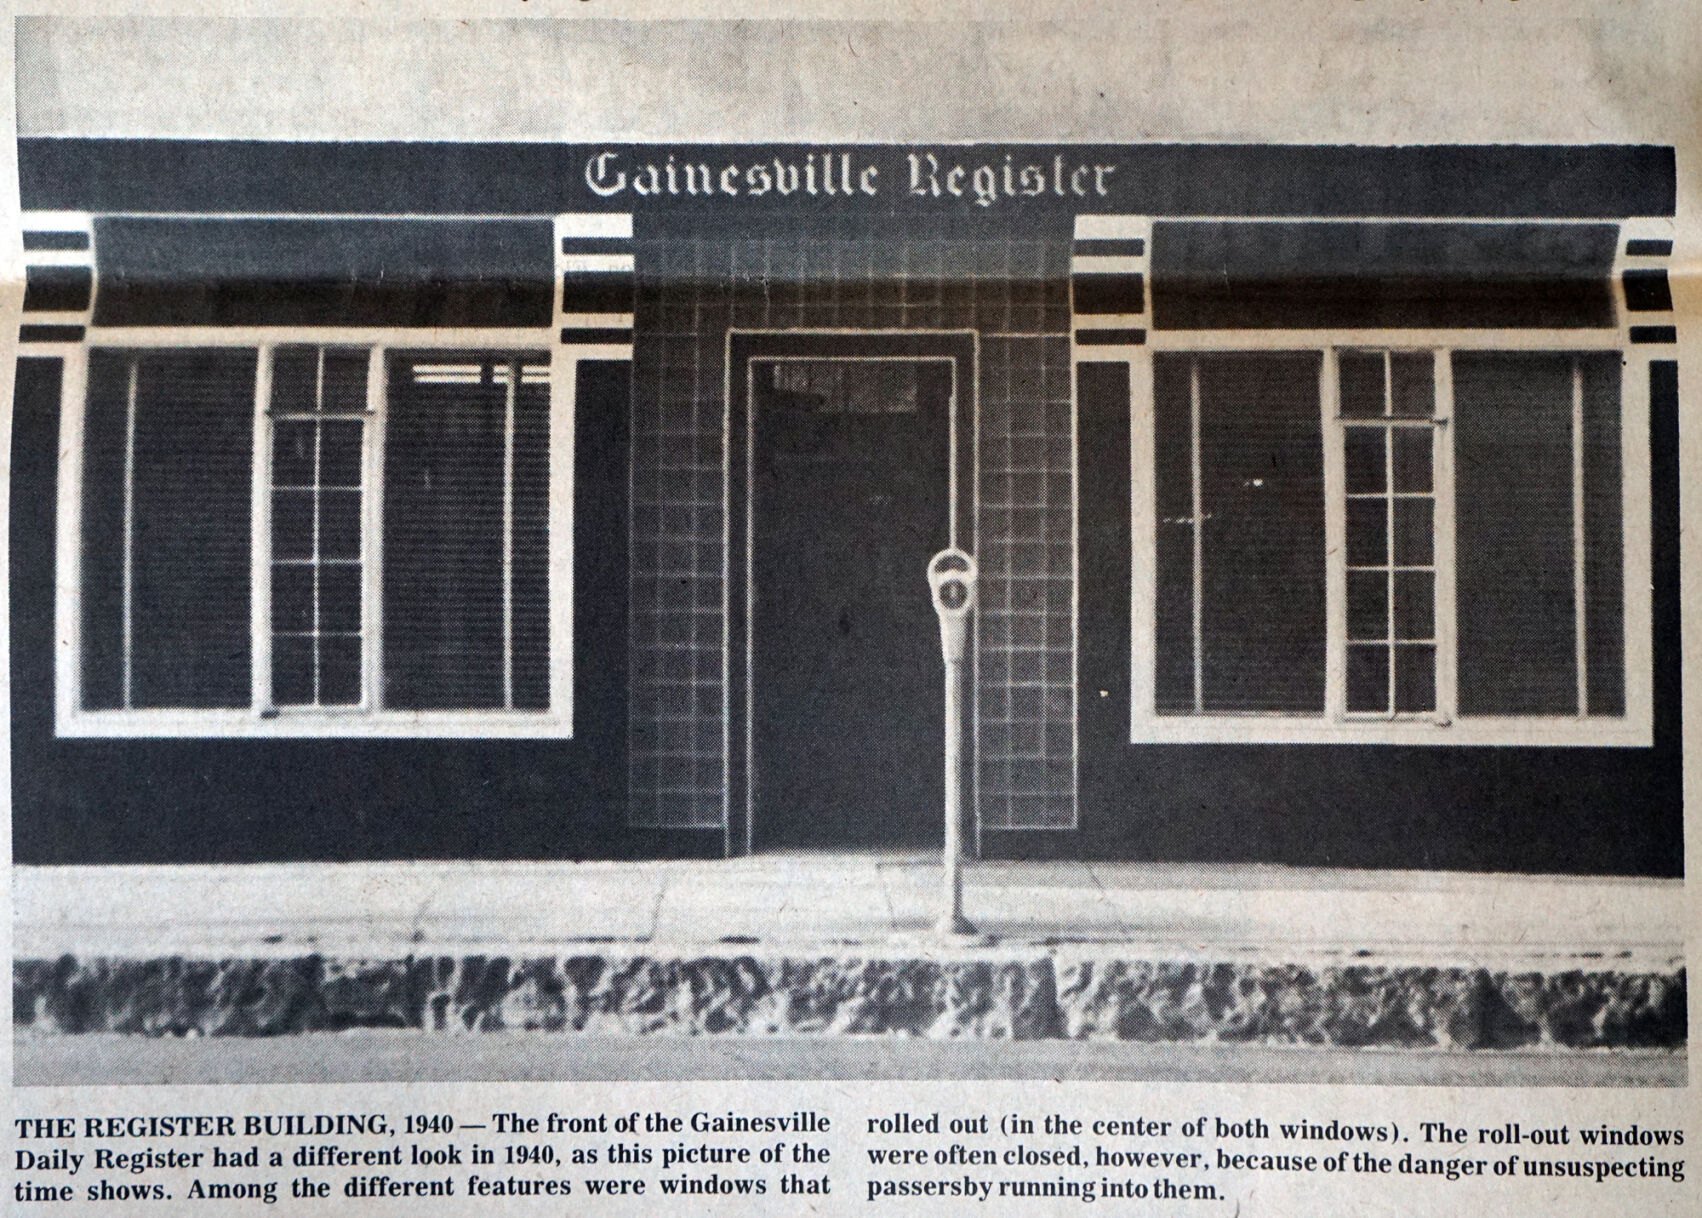 Gainesville Register
THE REGISTER BUILDING, 1940 — The front of the Gainesville
Daily Register had a different look in 1940, as this picture of the
time shows. Among the different features were windows that
rolled out (in the center of both windows). The roll-out windows
were often closed, however, because of the danger of unsuspecting
passersby running into them.